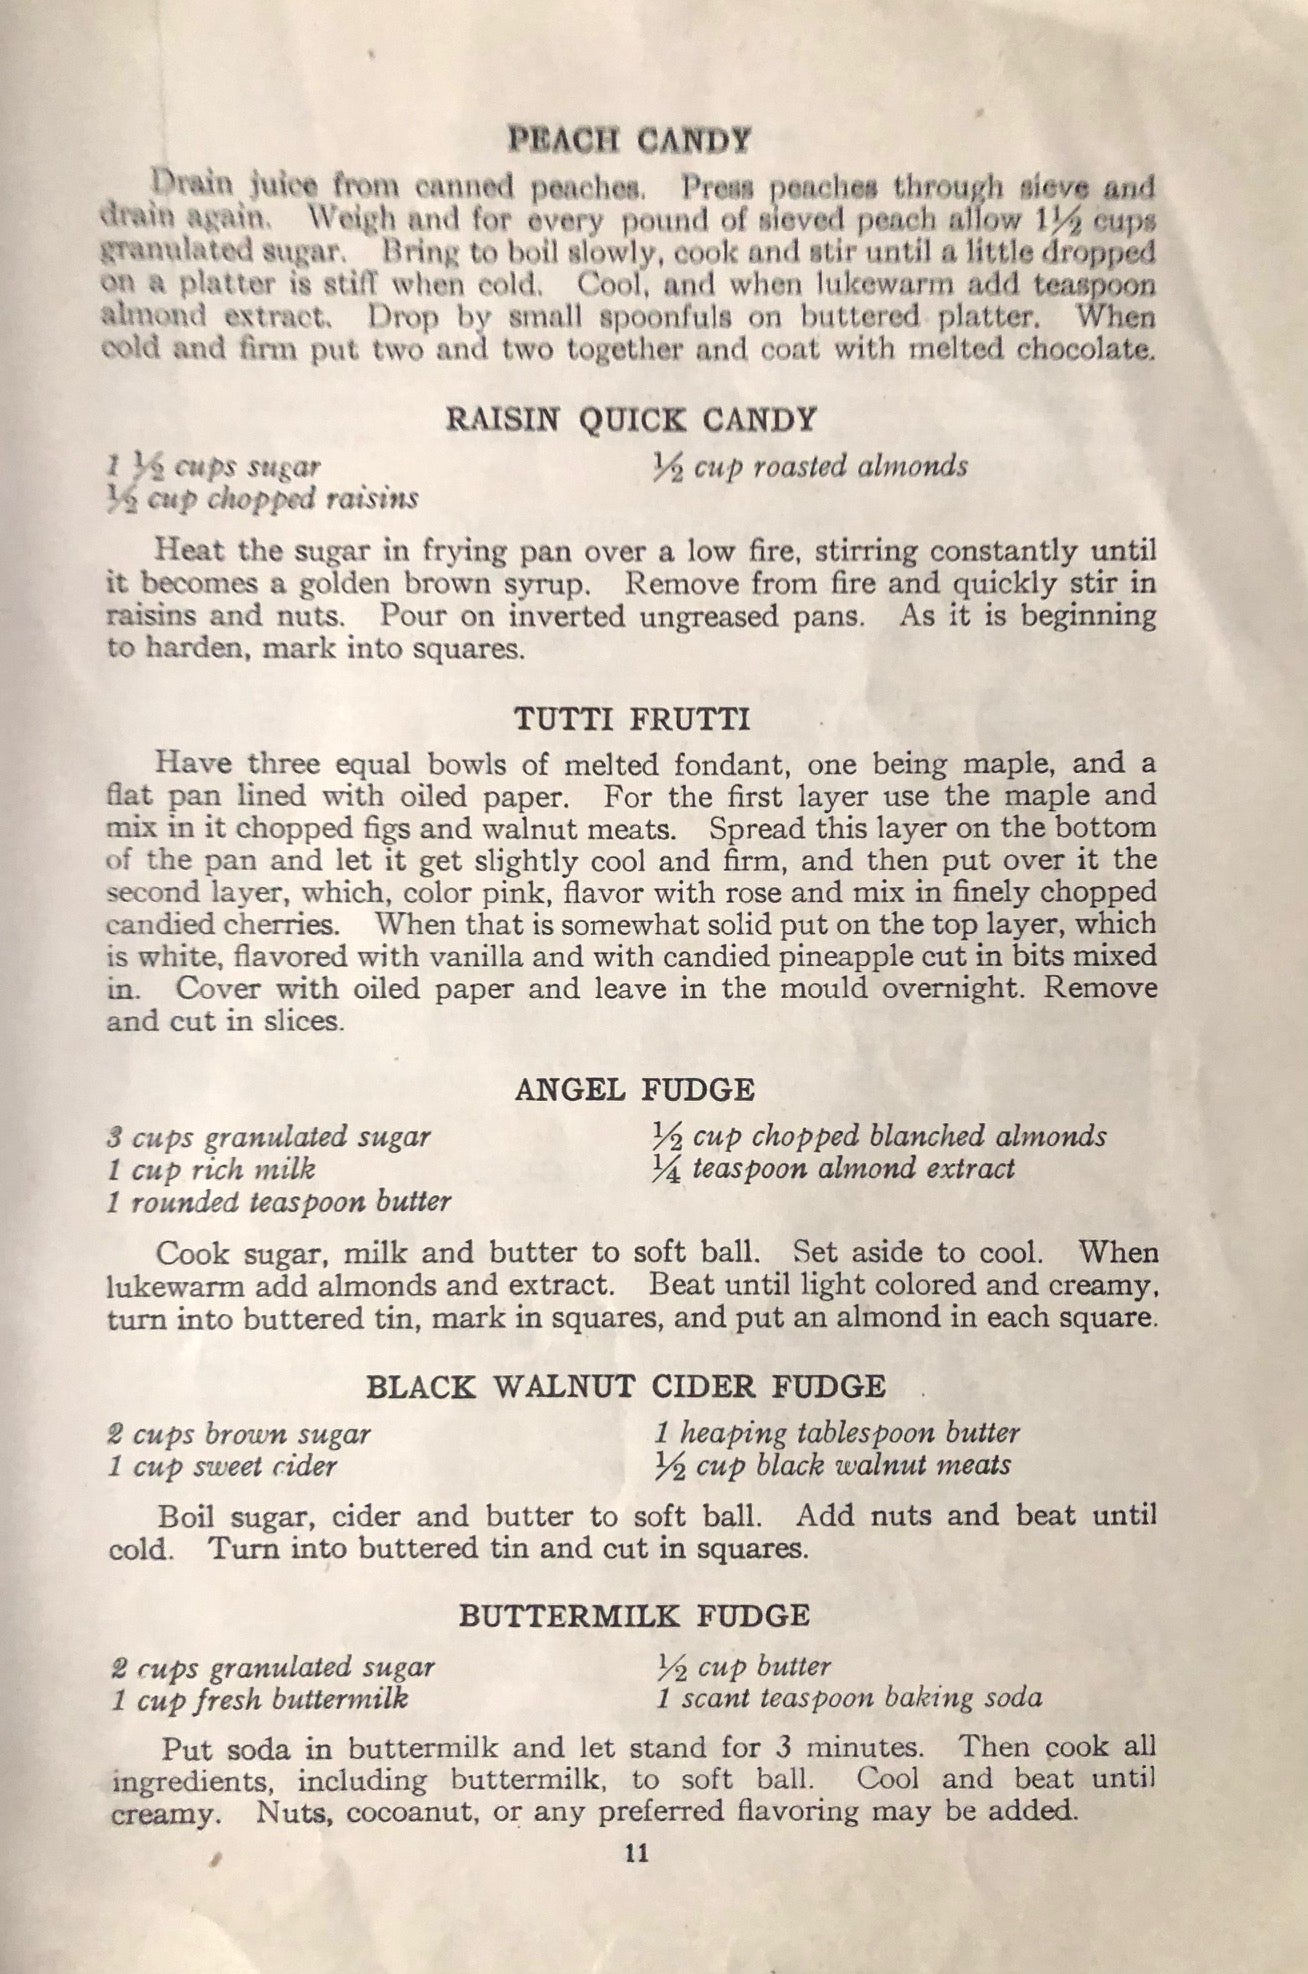 PEACH CANDY
Drain juice from canned peaches. Press peaches through sieve and
drain again. Weigh and for every pound of sieved peach allow 1½ cups
granulated sugar. Bring to boil slowly, cook and stir until a little dropped
on a platter is stiff when cold. Cool, and when lukewarm add teaspoon
almond extract. Drop by small spoonfuls on buttered platter. When
cold and firm put two and two together and coat with melted chocolate.
RAISIN QUICK CANDY
1 ½ cups sugar
½ cup chopped raisins
½ cup roasted almonds
Heat the sugar in frying pan over a low fire, stirring constantly until
it becomes a golden brown syrup. Remove from fire and quickly stir in
raisins and nuts. Pour on inverted ungreased pans. As it is beginning
to harden, mark into squares.
TUTTI FRUTTI
Have three equal bowls of melted fondant, one being maple, and a
flat pan lined with oiled paper. For the first layer use the maple and
mix in it chopped figs and walnut meats. Spread this layer on the bottom
of the pan and let it get slightly cool and firm, and then put over it the
second layer, which, color pink, flavor with rose and mix in finely chopped
candied cherries. When that is somewhat solid put on the top layer, which
is white, flavored with vanilla and with candied pineapple cut in bits mixed
in. Cover with oiled paper and leave in the mould overnight. Remove
and cut in slices.
ANGEL FUDGE
3 cups granulated sugar
1 cup rich milk
1 rounded teaspoon butter
½ cup chopped blanched almonds
¼ teaspoon almond extract
Cook sugar, milk and butter to soft ball. Set aside to cool. When
lukewarm add almonds and extract. Beat until light colored and creamy,
turn into buttered tin, mark in squares, and put an almond in each square.
BLACK WALNUT CIDER FUDGE
2 cups brown sugar
1 cup sweet cider
1 heaping tablespoon butter
½ cup black walnut meats
Boil sugar, cider and butter to soft ball. Add nuts and beat until
cold. Turn into buttered tin and cut in squares.
BUTTERMILK FUDGE
2 cups granulated sugar
1 cup fresh buttermilk
½ cup butter
1 scant teaspoon baking soda
Put soda in buttermilk and let stand for 3 minutes. Then cook all
ingredients, including buttermilk, to soft ball. Cool and beat until
creamy. Nuts, cocoanut, or any preferred flavoring may be added.
11